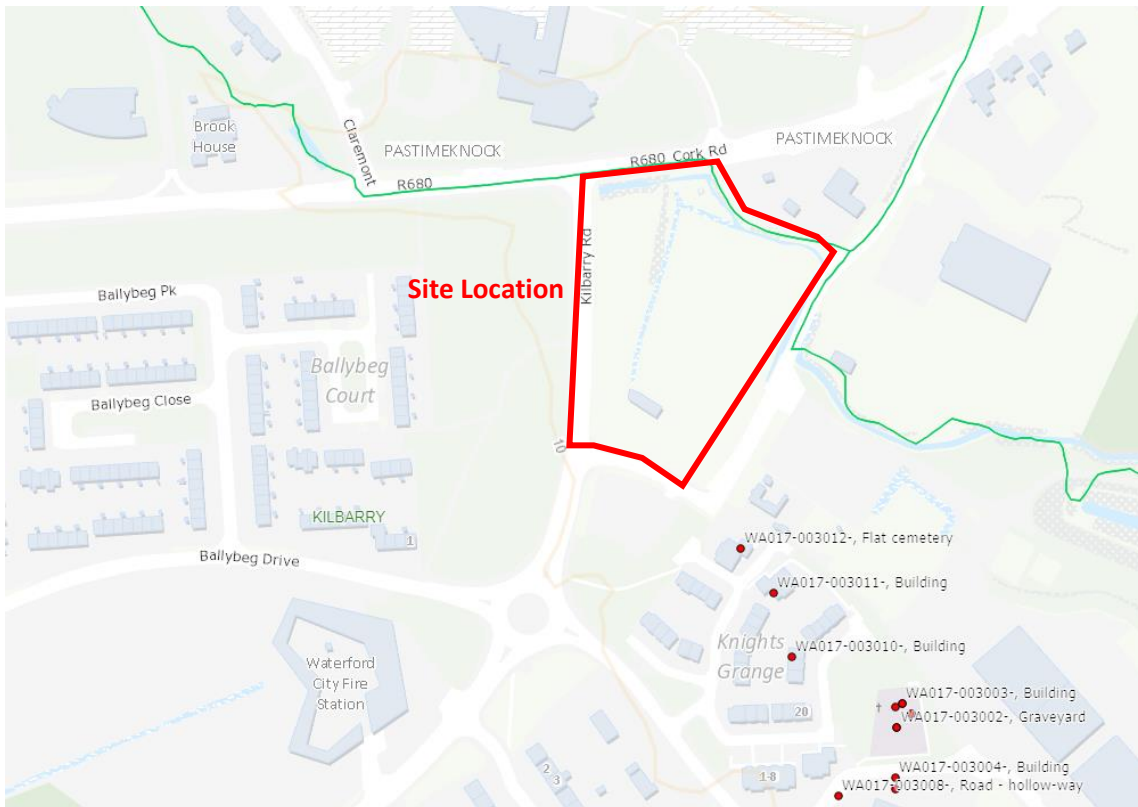 Brook
House
Claremont
PASTIMEKNOCK
R680
R680 Cork Rd
PASTIMEKNOCK
Kilbarry Rd
Site Location
Ballybeg Pk
Ballybeg
Court
Ballybeg Close
10
KILBARRY
1
Ballybeg Drive
WA017-003012-, Flat cemetery
WA017-003011-, Building
Knights
Grange
WA017-003010-, Building
Waterford
City Fire
Station
WA017-003003-, Building
20
WA017-003002-, Graveyard
WA017-003004-, Building
2
3
1-8
WA017-003008-, Road - hollow-way